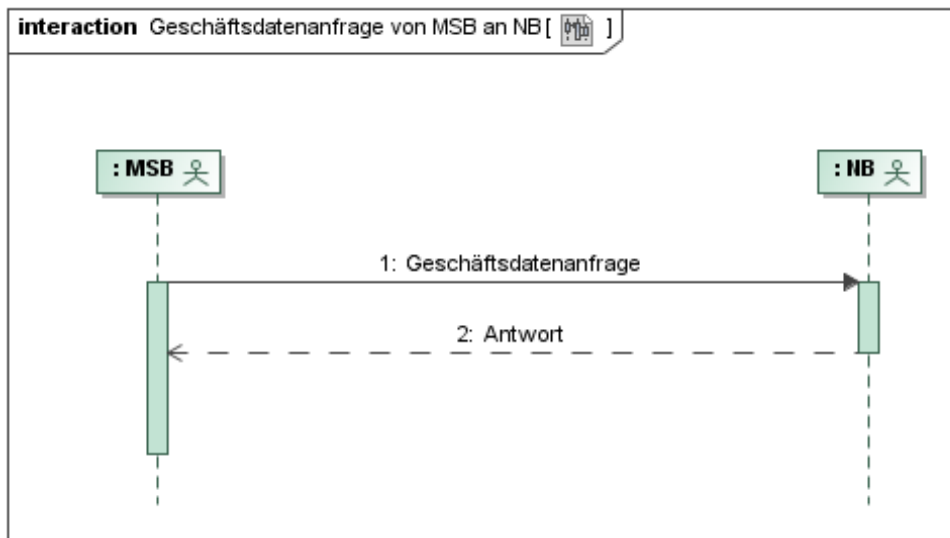 interaction Geschäftsdatenanfrage von MSB an NB[ ]
: MSB
: NB
1: Geschäftsdatenanfrage
2: Antwort